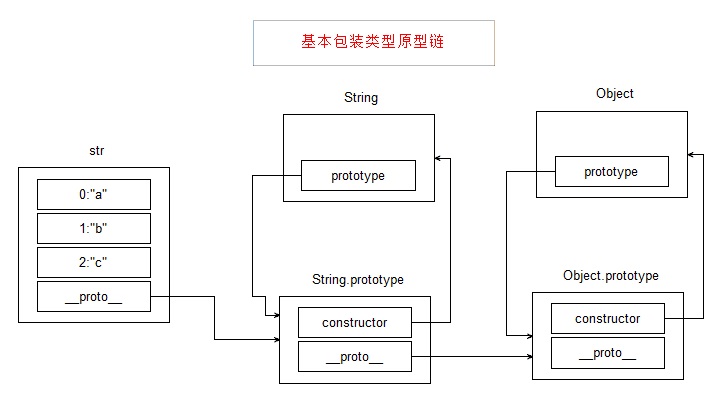 基本包装类型原型链
String
Object
str
prototype
prototype
0:"a"
1:"b"
2:"c"
__proto__
String.prototype
Object.prototype
constructor
constructor
__proto__
__proto__